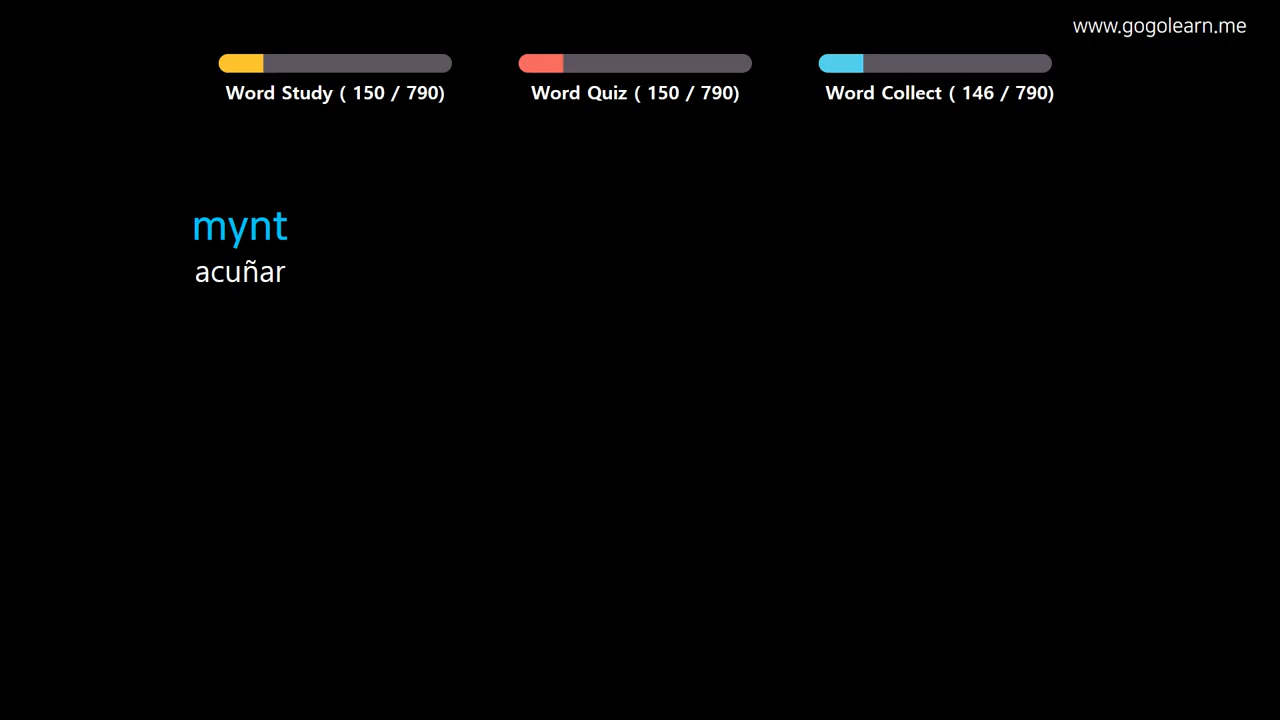 www.gogolearn.me
Word Study ( 150 / 790)
Word Quiz ( 150 / 790)
Word Collect ( 146 / 790)
mynt
acuñar